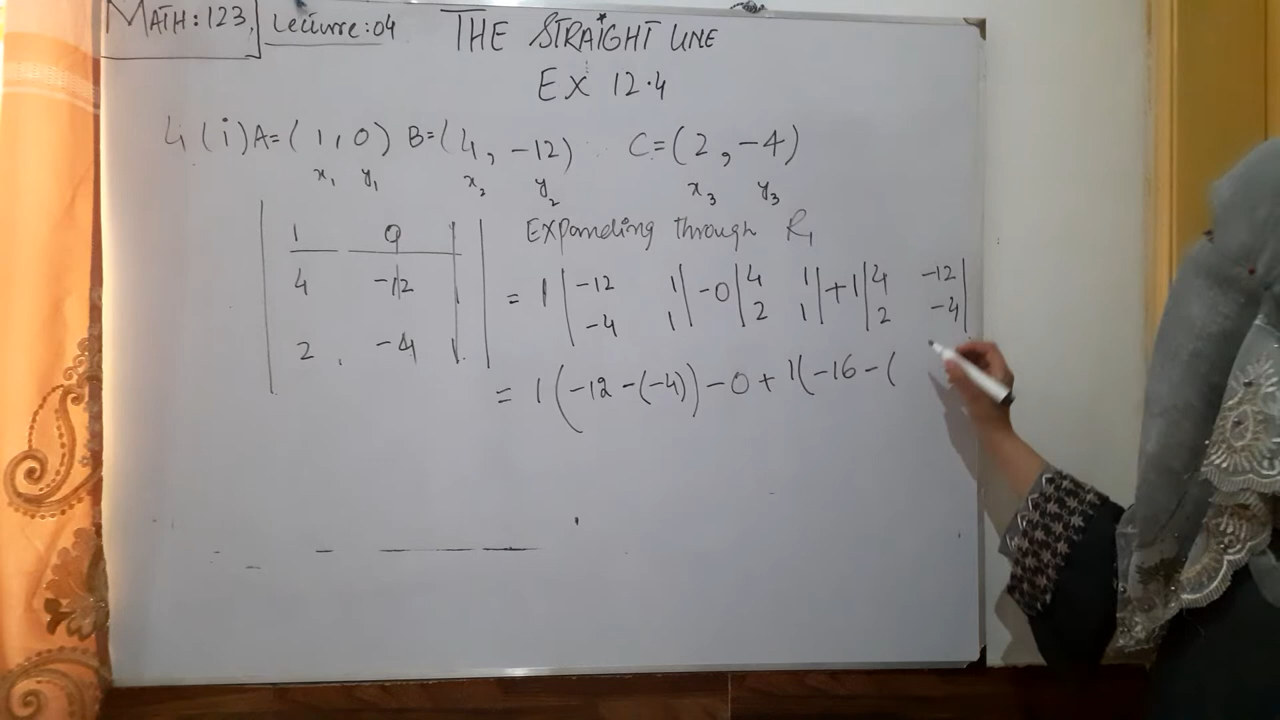 MATH:123, Lecture:04 THE STRAIGHT LINE
EX 12.4
4 (i) A=(1,0) B=(4, -12) C=(2, -4)
x₁ y₁ x₂ y₂ x₃ y₃
| 1 0 1 | Expanding through R₁
| 4 -12 1 | = 1 | -12 1 | -0 | 4 1 | +1 | 4 -12 |
| -4 1 | | 2 1 | | 2 -4 |
| 2 -4 1 |
= 1(-12-(-4)) -0 + 1(-16-(